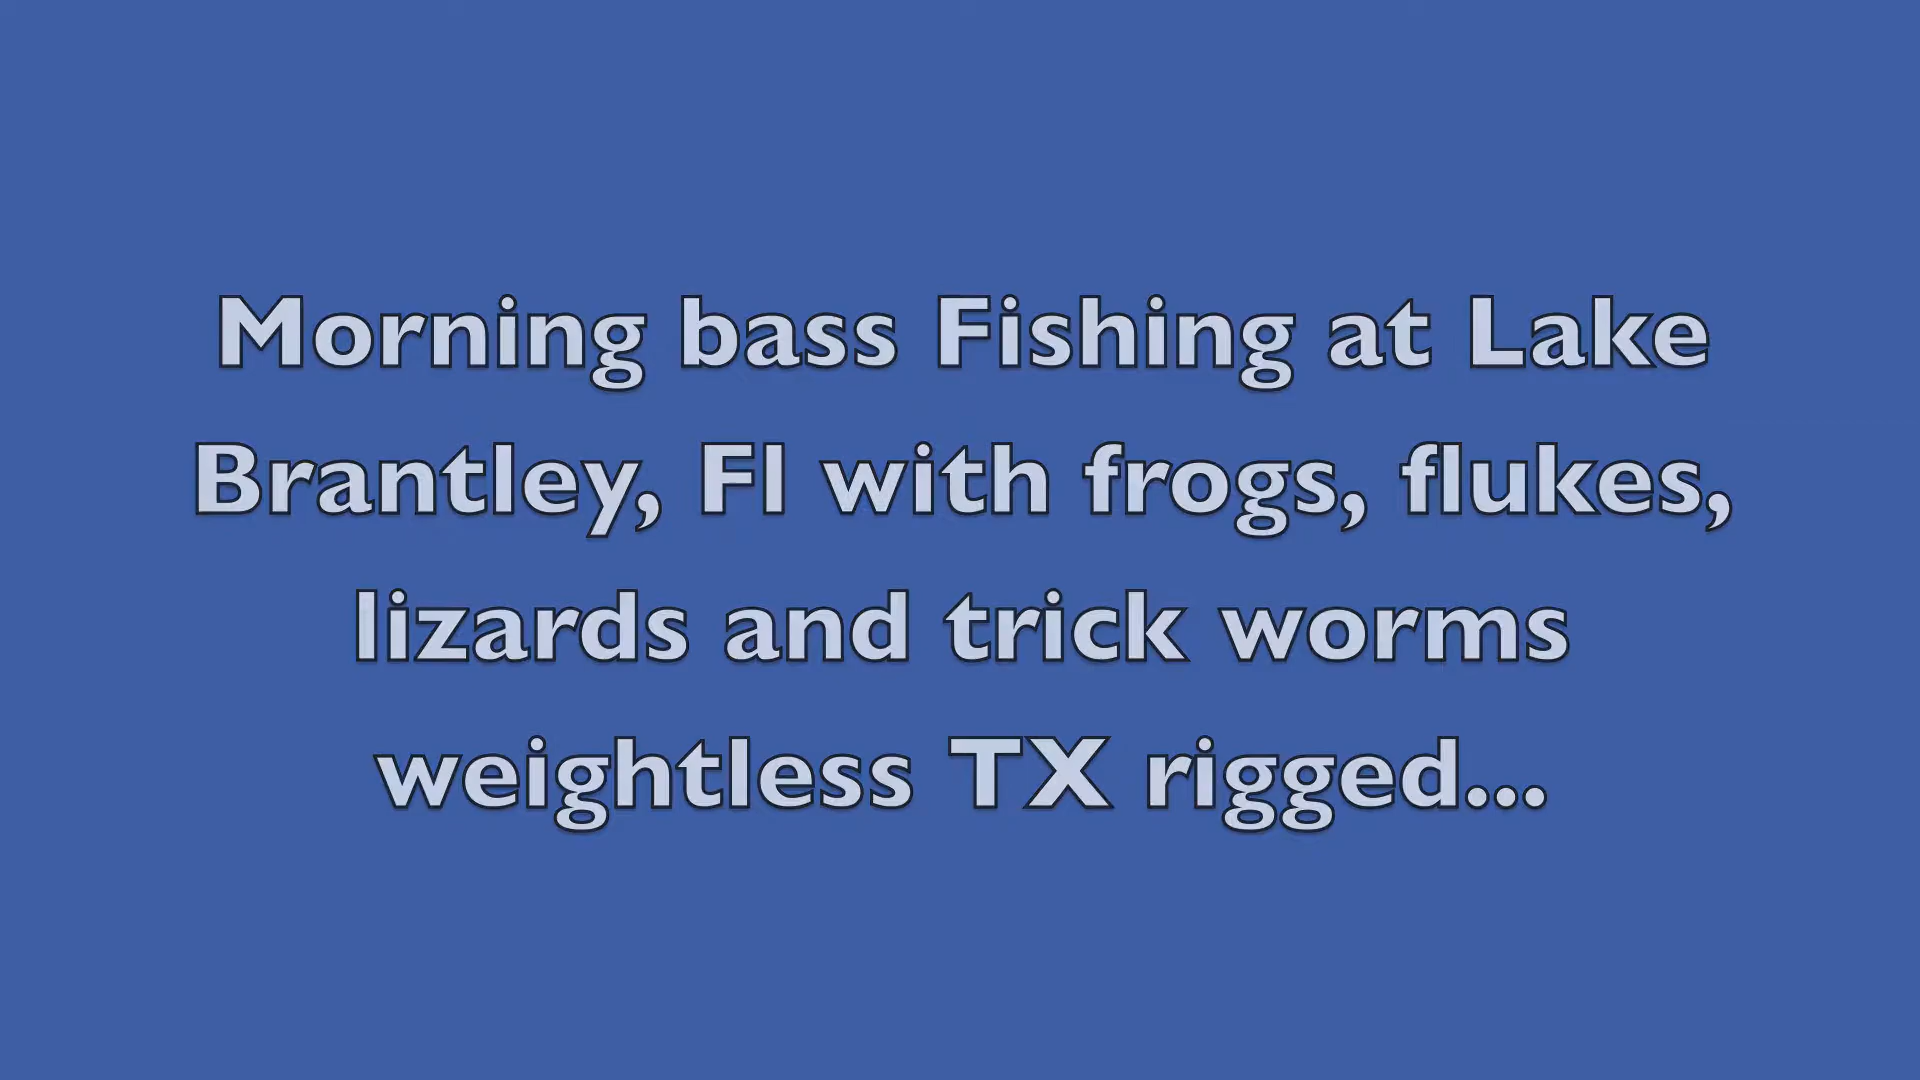 Morning bass Fishing at Lake
Brantley, Fl with frogs, flukes,
lizards and trick worms
weightless TX rigged...